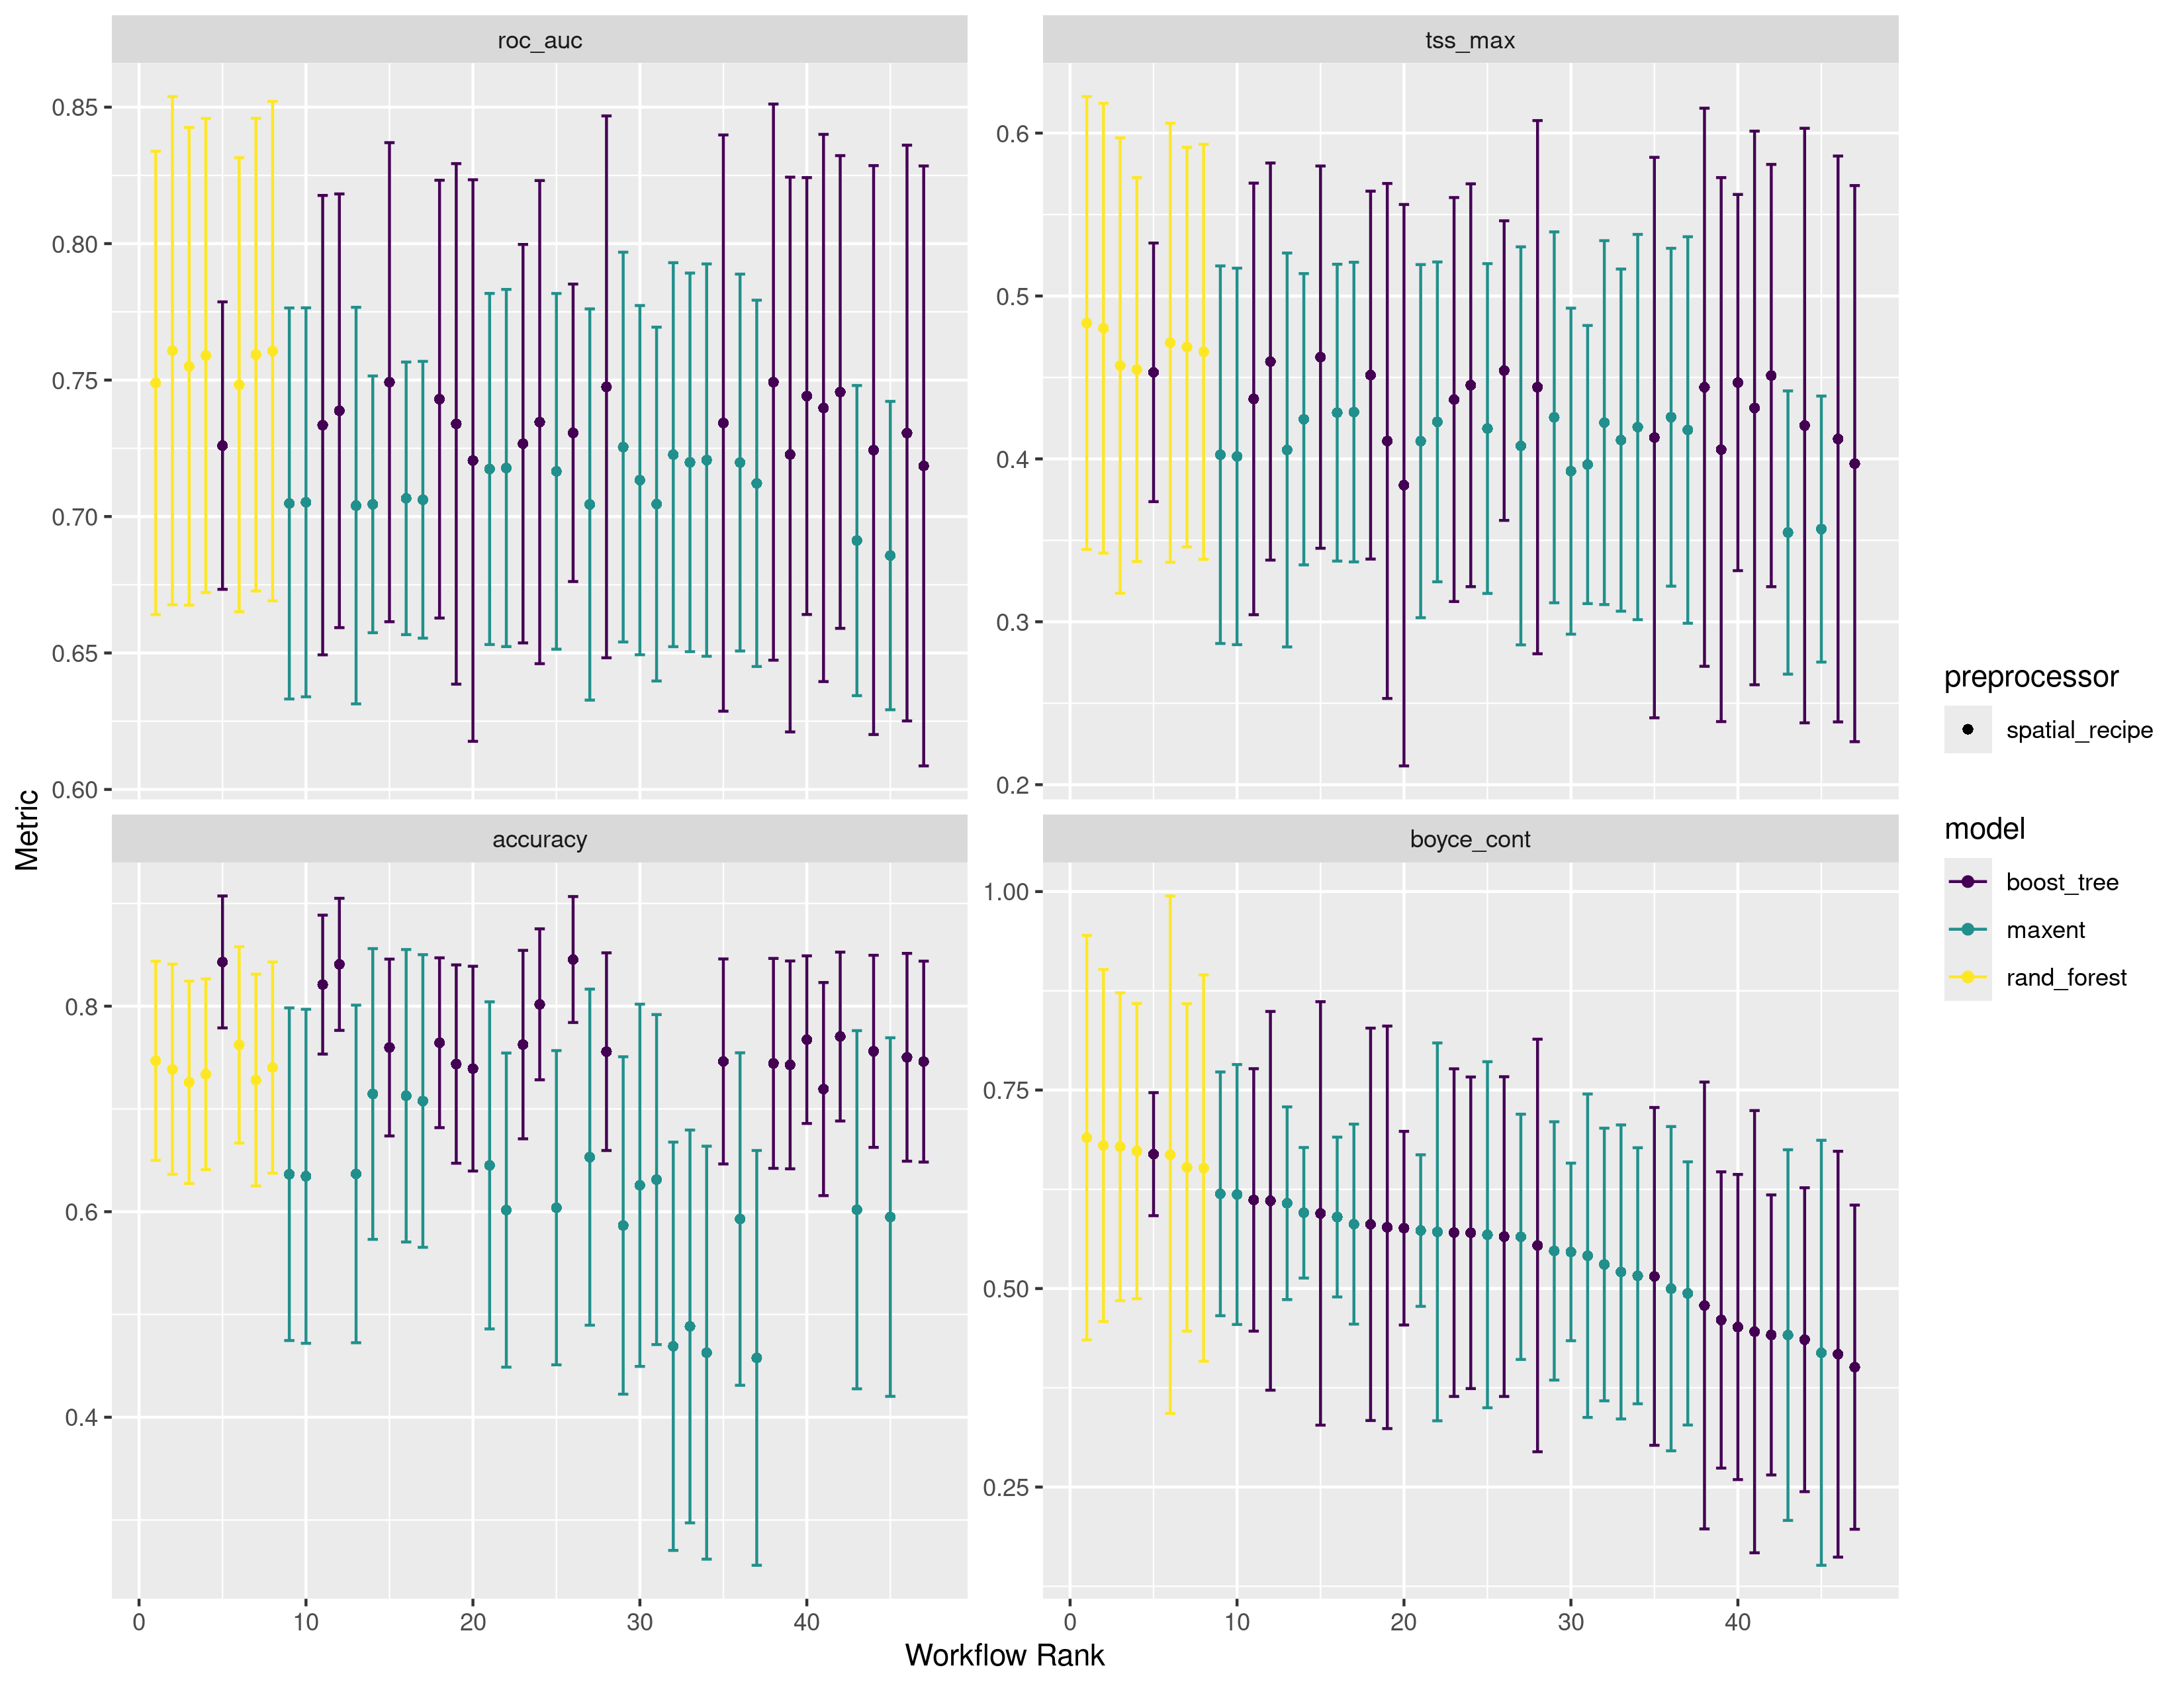 roc_auc
tss_max
0.85
0.80
0.75
0.70
0.65
0.60
0.6
0.5
0.4
0.3
0.2
accuracy
boyce_cont
0.8
0.6
0.4
1.00
0.75
0.50
0.25
0 10 20 30 40
0 10 20 30 40
Workflow Rank
Metric
preprocessor
spatial_recipe
model
boost_tree
maxent
rand_forest